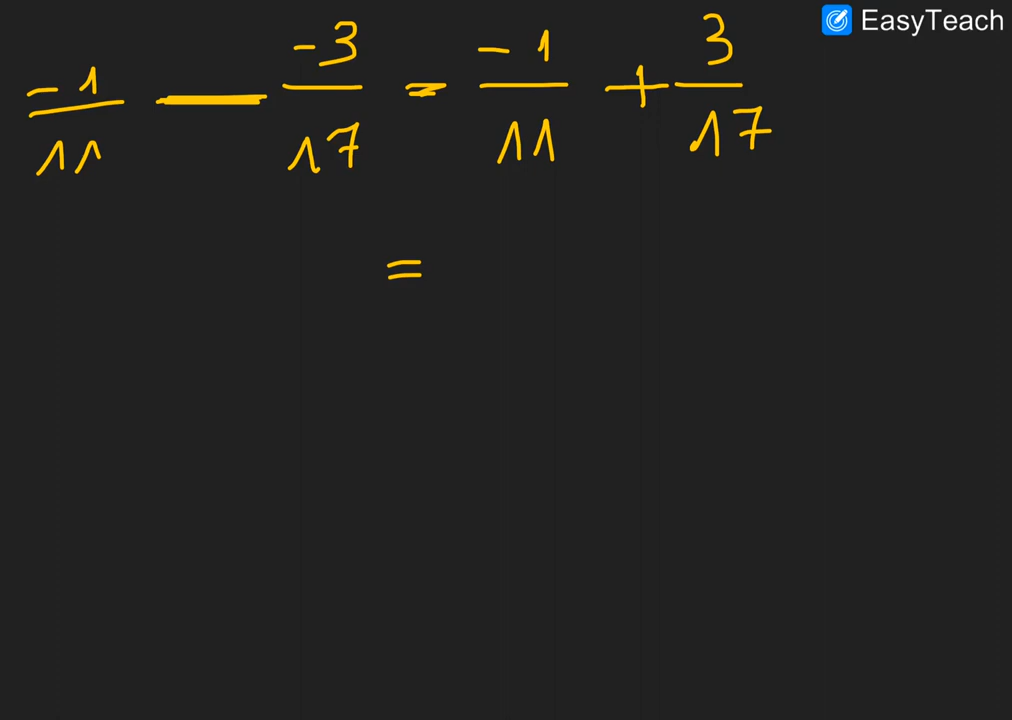 EasyTeach
-1/11 - -3/17 = -1/11 + 3/17
=